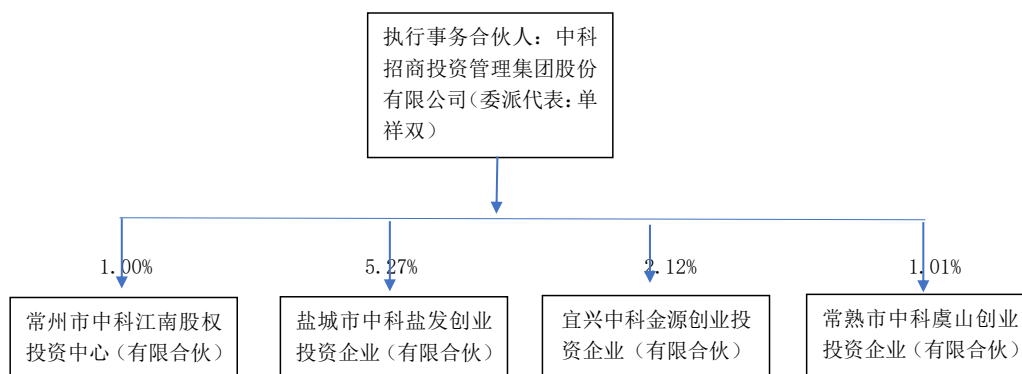 执行事务合伙人：中科
招商投资管理集团股份
有限公司（委派代表：单
祥双）
1.00%
5.27%
2.12%
1.01%
常州市中科江南股权
投资中心（有限合伙）
盐城市中科盐发创业
投资企业（有限合伙）
宜兴中科金源创业投
资企业（有限合伙）
常熟市中科虞山创业
投资企业（有限合伙）